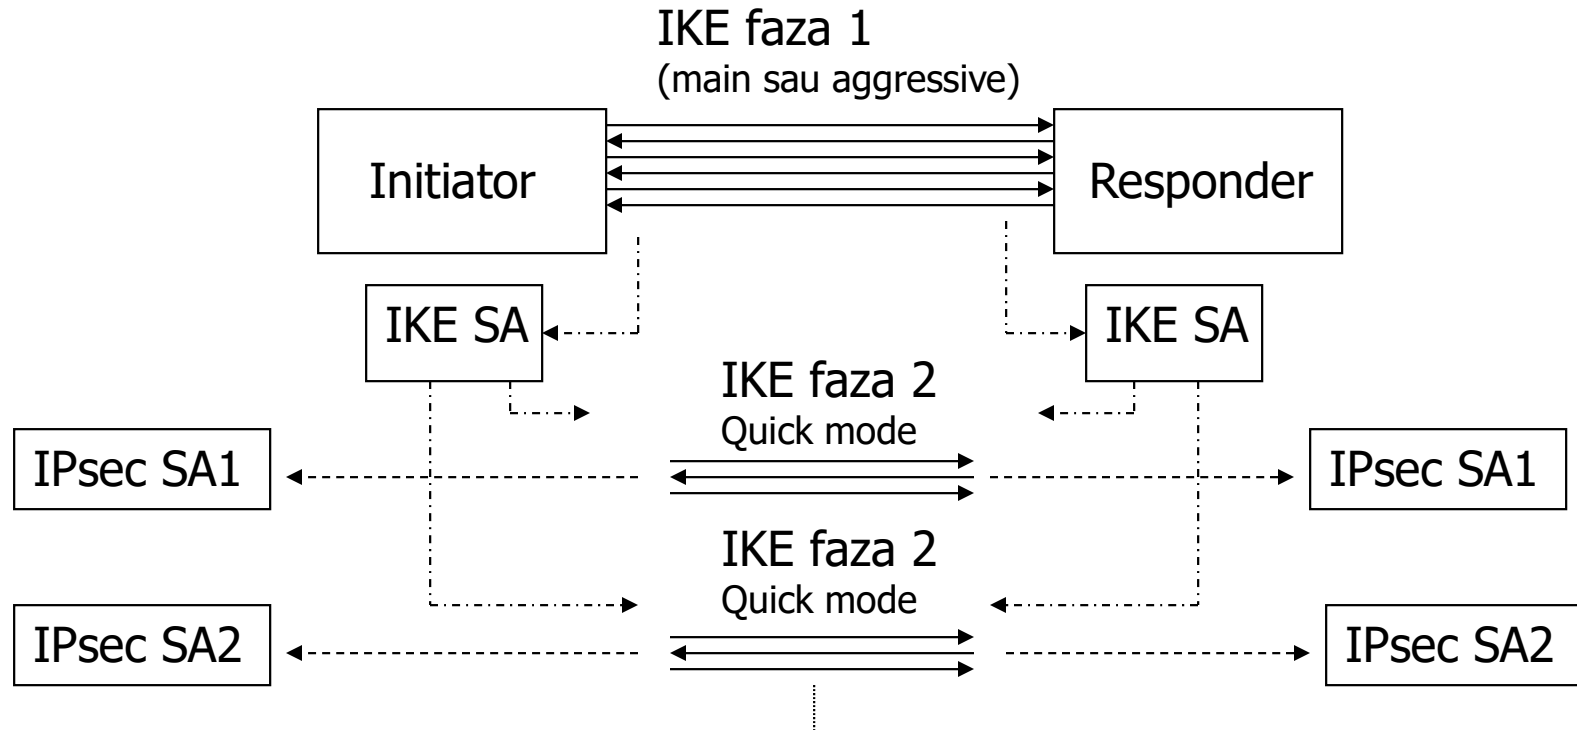 IKE faza 1
(main sau aggressive)
Initiator
Responder
IKE SA
IKE SA
IKE faza 2
Quick mode
IPsec SA1
IPsec SA1
IKE faza 2
Quick mode
IPsec SA2
IPsec SA2